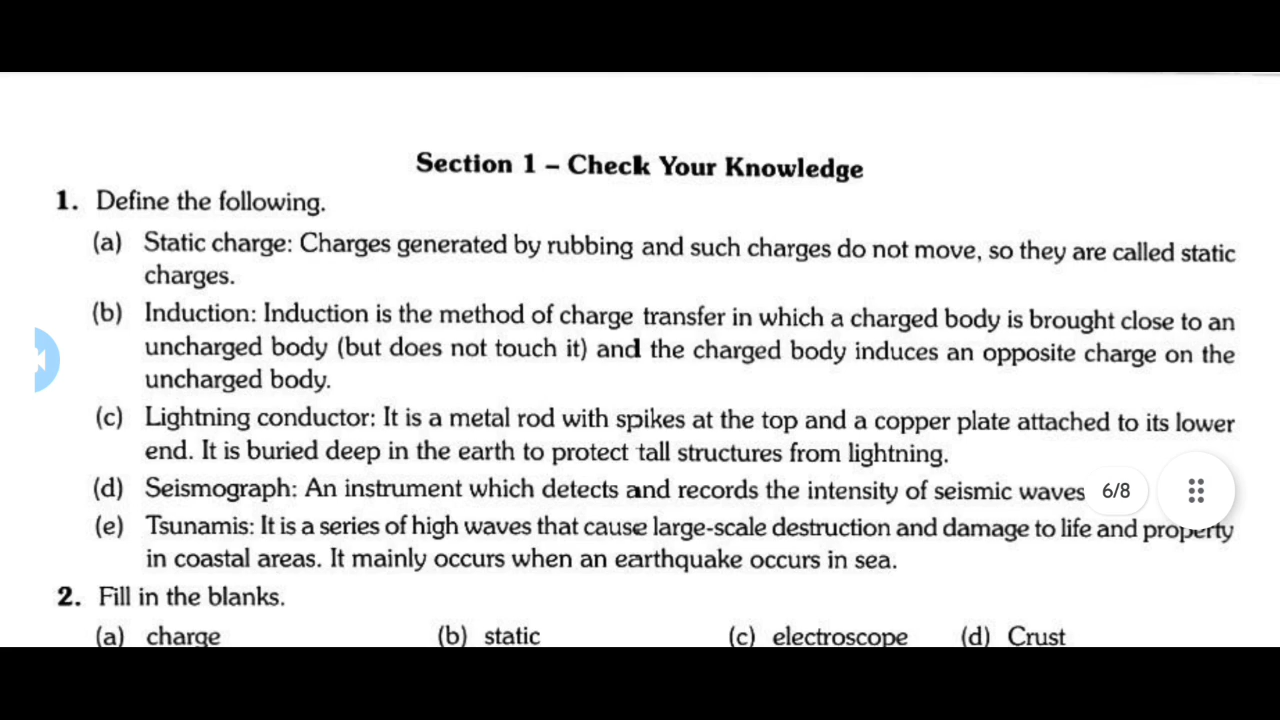 Section 1 – Check Your Knowledge
1. Define the following.
(a) Static charge: Charges generated by rubbing and such charges do not move, so they are called static
charges.
(b) Induction: Induction is the method of charge transfer in which a charged body is brought close to an
uncharged body (but does not touch it) and the charged body induces an opposite charge on the
uncharged body.
(c) Lightning conductor: It is a metal rod with spikes at the top and a copper plate attached to its lower
end. It is buried deep in the earth to protect tall structures from lightning.
(d) Seismograph: An instrument which detects and records the intensity of seismic waves
6/8
(e) Tsunamis: It is a series of high waves that cause large-scale destruction and damage to life and property
in coastal areas. It mainly occurs when an earthquake occurs in sea.
2. Fill in the blanks.
(a) charge (b) static (c) electroscope (d) Crust